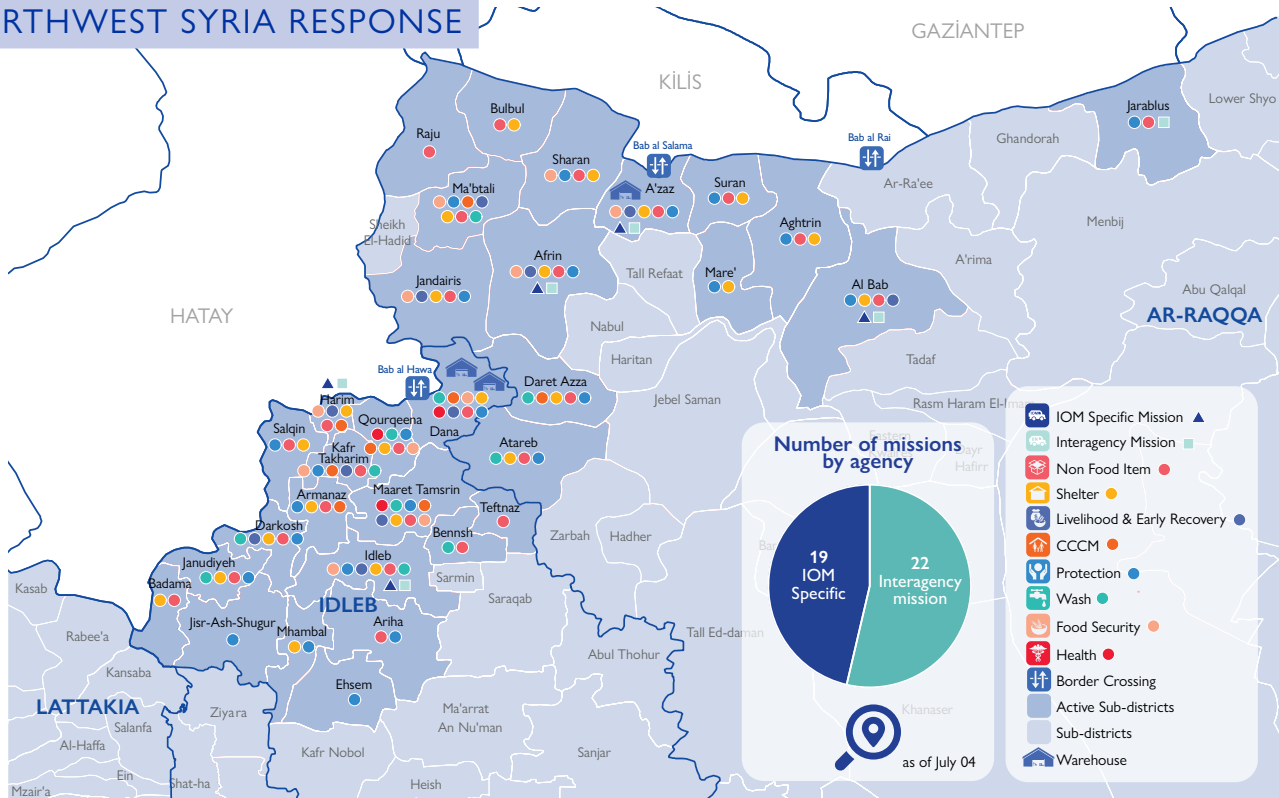 RTHWEST SYRIA RESPONSE
GAZİANTEP
KİLİS
HATAY
Lower Shyo
Jarablus
Ghandorah
Bulbul
Raju
Bab al Salama
Bab al Rai
Sharan
A'zaz
Suran
Ar-Ra'ee
Ma'btali
Sheikh
El-Hadid
Aghtrin
Menbij
Afrin
Tall Refaat
Mare'
A'rima
Jandairis
Al Bab
Abu Qalqal
AR-RAQQA
Nabul
Haritan
Tadaf
Bab al Hawa
Daret Azza
Jebel Saman
Rasm Haram El-Imam
Harim
Qourqeena
Dana
Salqin
Kafr
Takharim
Atareb
Armanaz
Maaret Tamsrin
Teftnaz
Darkosh
Bennsh
Zarbah
Hadher
Janudiyeh
Idleb
Sarmin
Badama
Kasab
IDLEB
Saraqab
Jisr-Ash-Shugur
Mhambal
Ariha
Rabee'a
Tall Ed-daman
Abul Thohur
Kansaba
Ehsem
LATTAKIA
Ziyara
Ma'arrat
An Nu'man
Salanfa
Al-Haffa
Kafr Nobol
Sanjar
Ein
Shat-ha
Heish
Mzair'a
Eastern
Dayr
Hafirr
Khanaser
Number of missions
by agency
19
IOM
Specific
22
Interagency
mission
as of July 04
IOM Specific Mission
Interagency Mission
Non Food Item
Shelter
Livelihood & Early Recovery
CCCM
Protection
Wash
Food Security
Health
Border Crossing
Active Sub-districts
Sub-districts
Warehouse